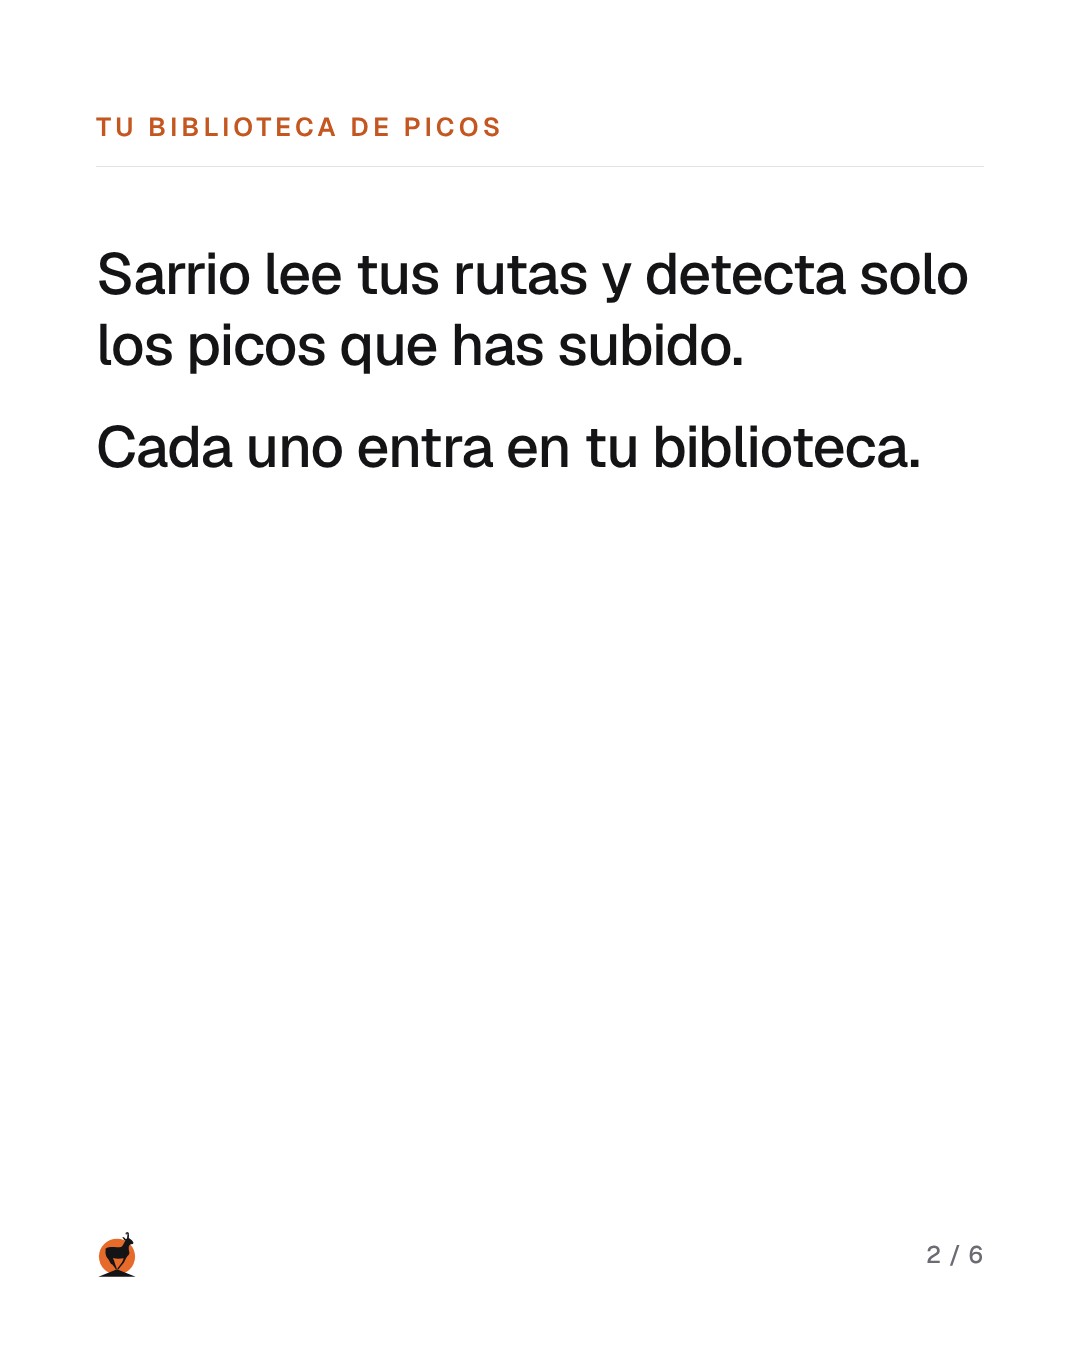 TU BIBLIOTECA DE PICOS
Sarrio lee tus rutas y detecta solo
los picos que has subido.
Cada uno entra en tu biblioteca.
2 / 6